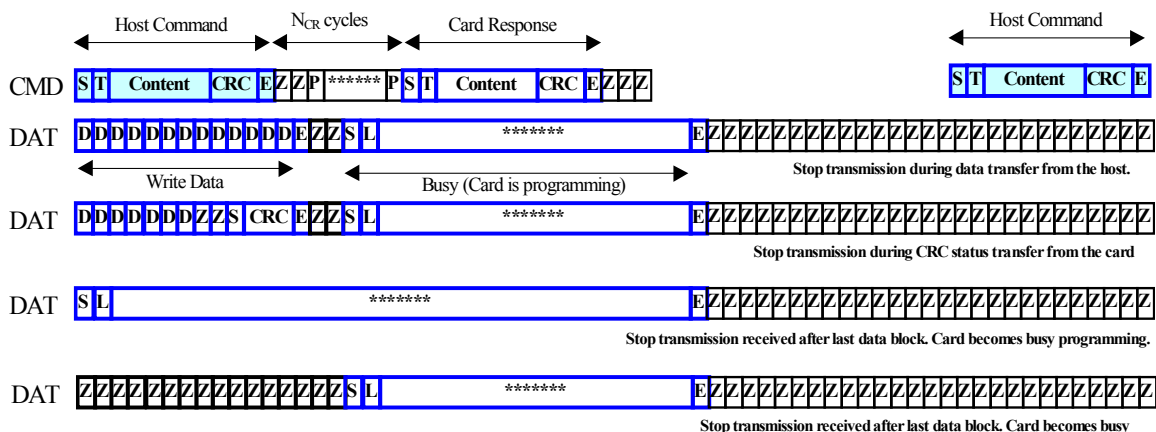 Host Command N_CR cycles Card Response Host Command
CMD S T Content CRC E Z Z P ****** P S T Content CRC E Z Z Z S T Content CRC E
DAT D D D D D D D D D D D D D E Z Z S L ******* E Z Z Z Z Z Z Z Z Z Z Z Z Z Z Z Z Z Z Z Z Z Z Z Z Z Z Z
Stop transmission during data transfer from the host.
Write Data Busy (Card is programming)
DAT D D D D D D D Z Z S CRC E Z Z S L ******* E Z Z Z Z Z Z Z Z Z Z Z Z Z Z Z Z Z Z Z Z Z Z Z Z Z Z Z
Stop transmission during CRC status transfer from the card
DAT S L ******* E Z Z Z Z Z Z Z Z Z Z Z Z Z Z Z Z Z Z Z Z Z Z Z Z Z Z Z
Stop transmission received after last data block. Card becomes busy programming.
DAT Z Z Z Z Z Z Z Z Z Z Z Z Z Z Z Z S L ******* E Z Z Z Z Z Z Z Z Z Z Z Z Z Z Z Z Z Z Z Z Z Z Z Z Z Z Z
Stop transmission received after last data block. Card becomes busy